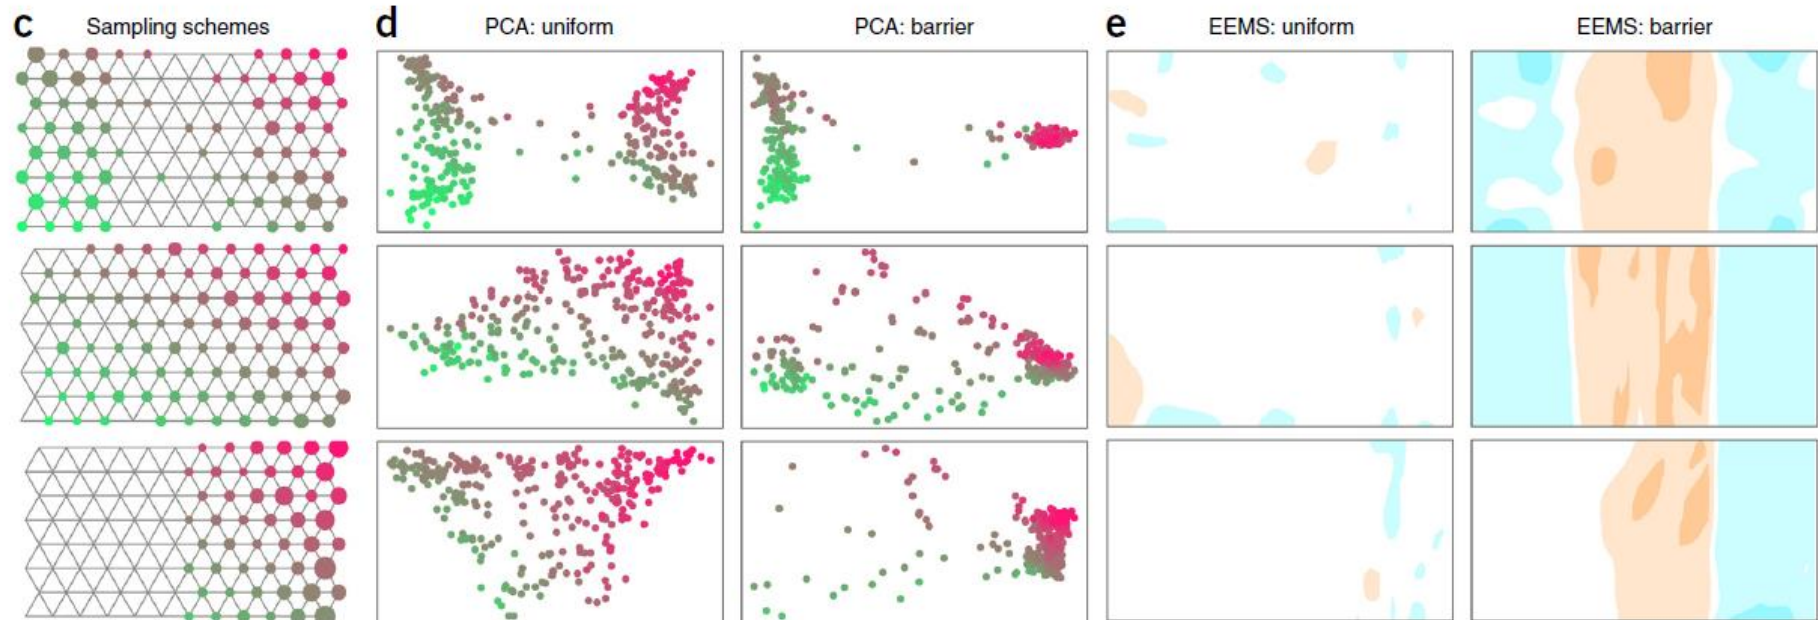 c Sampling schemes
d PCA: uniform
PCA: barrier
e EEMS: uniform
EEMS: barrier